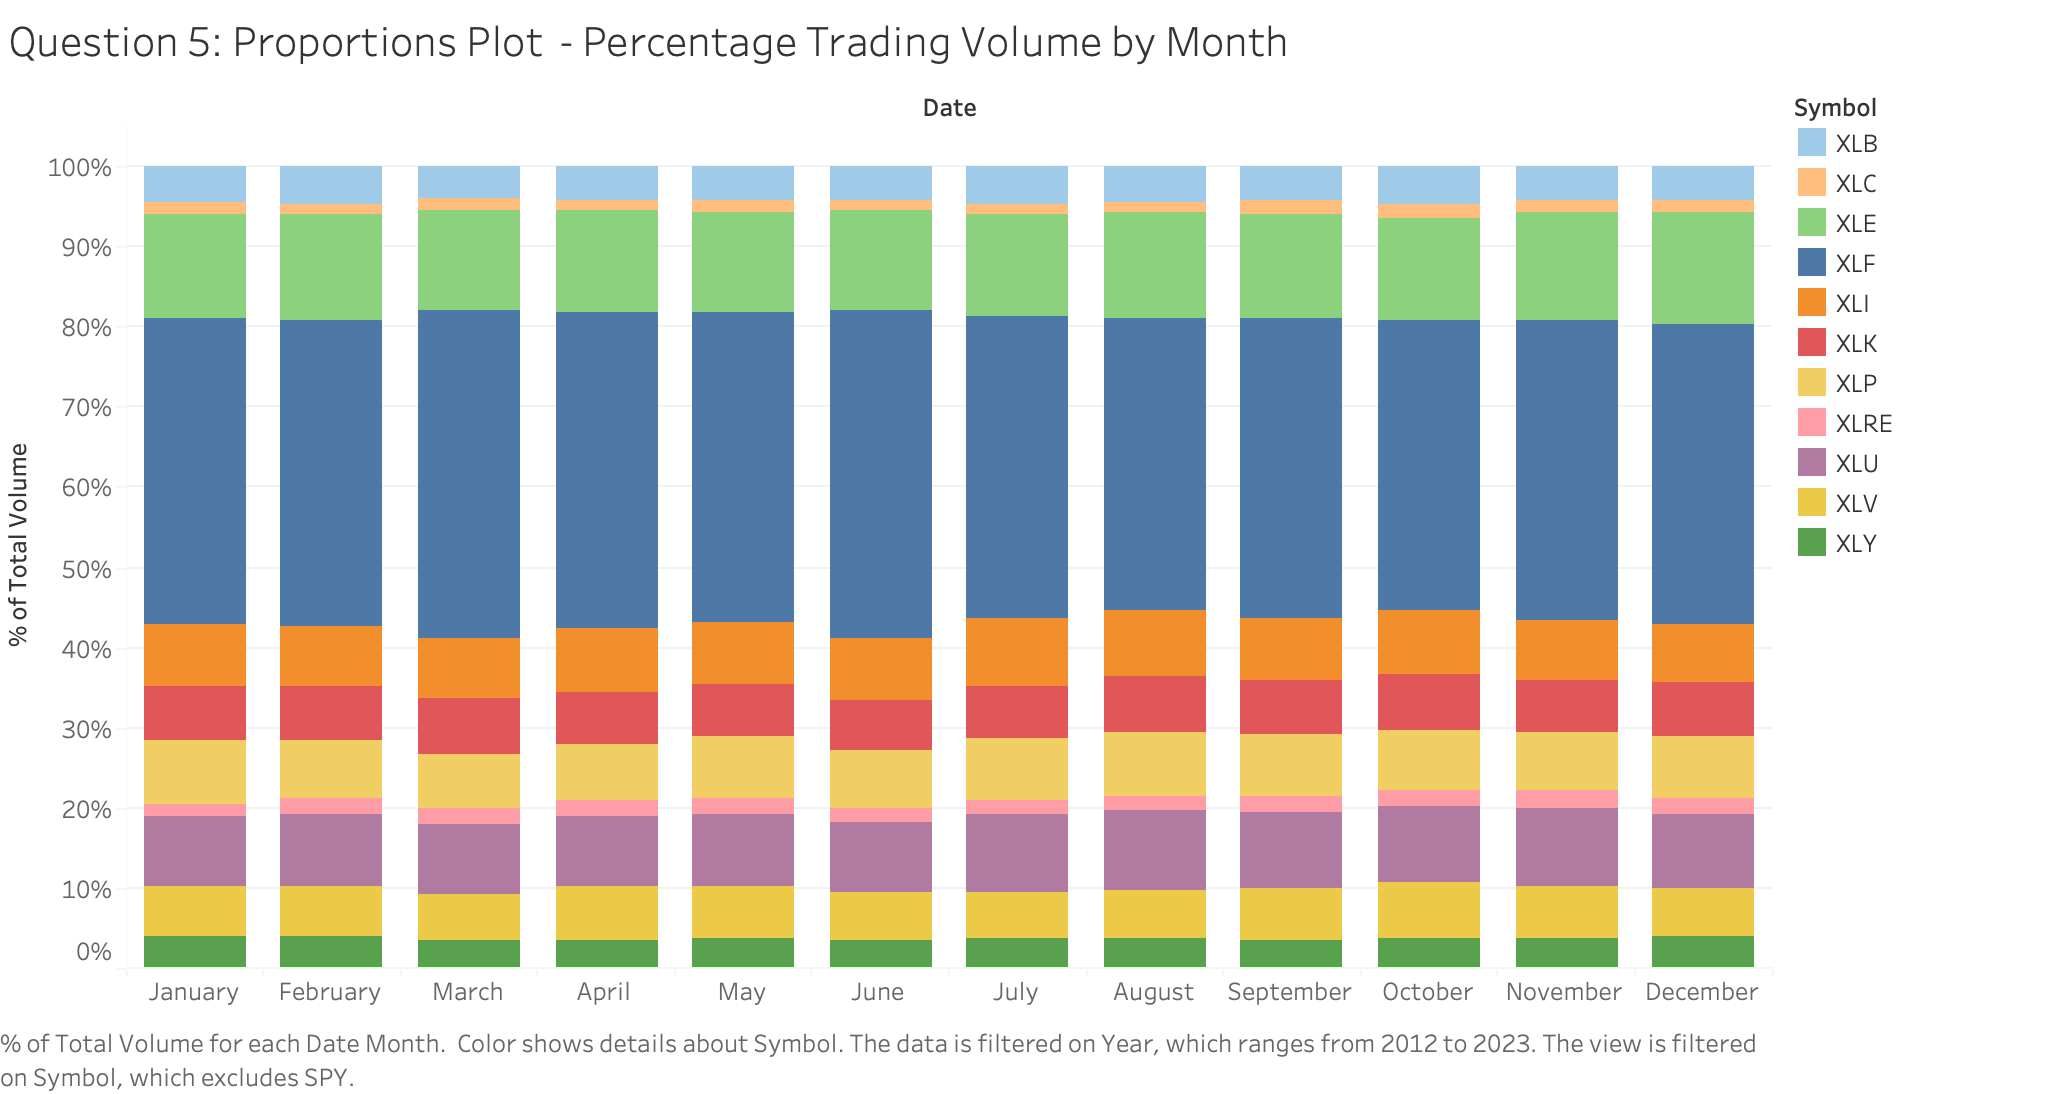 Question 5: Proportions Plot  - Percentage Trading Volume by Month
Date
Symbol
XLB
XLC
XLE
XLF
XLI
XLK
XLP
XLRE
XLU
XLV
XLY
% of Total Volume
100%
90%
80%
70%
60%
50%
40%
30%
20%
10%
0%
January February March April May June July August September October November December
% of Total Volume for each Date Month.  Color shows details about Symbol. The data is filtered on Year, which ranges from 2012 to 2023. The view is filtered
on Symbol, which excludes SPY.